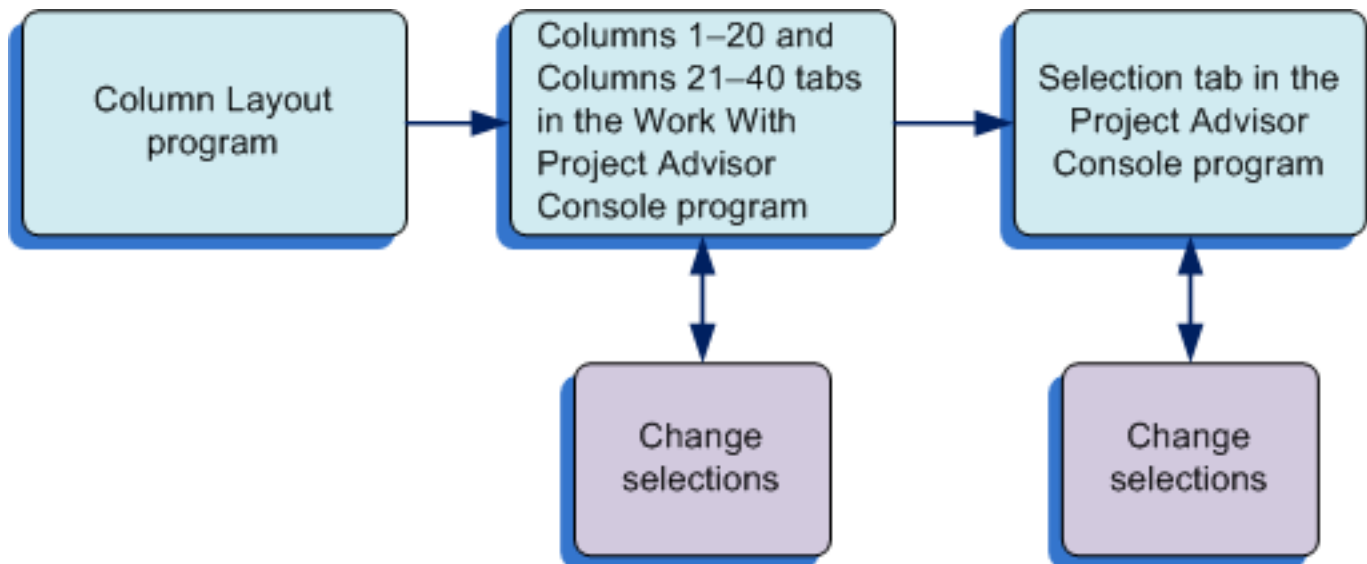 Column Layout
program
Columns 1–20 and
Columns 21–40 tabs
in the Work With
Project Advisor
Console program
Selection tab in the
Project Advisor
Console program
Change
selections
Change
selections